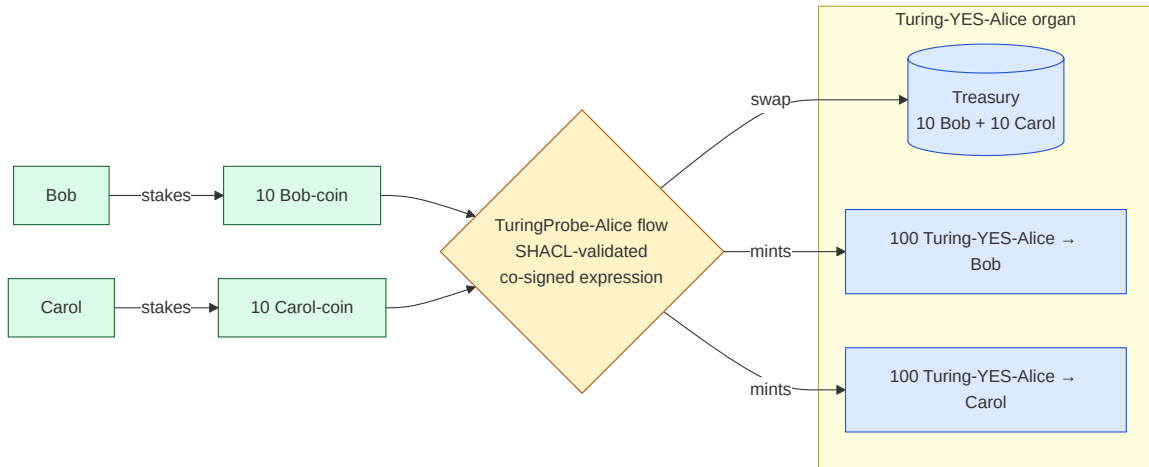 Turing-YES-Alice organ
swap
Treasury
10 Bob + 10 Carol
Bob
stakes
10 Bob-coin
TuringProbe-Alice flow
SHACL-validated
co-signed expression
mints
100 Turing-YES-Alice →
Bob
Carol
stakes
10 Carol-coin
mints
100 Turing-YES-Alice →
Carol